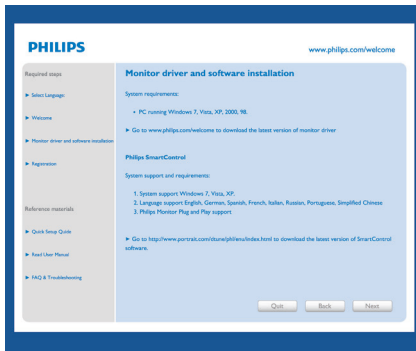 PHILIPS
www.philips.com/welcome
Required steps
► Select Language:
► Welcome
► Monitor driver and software installation
► Registration
Reference materials
► Quick Setup Guide
► Read User Manual
► FAQ & Troubleshooting
Monitor driver and software installation
System requirements:
• PC running Windows 7, Vista, XP, 2000, 98.
► Go to www.philips.com/welcome to download the latest version of monitor driver
Philips SmartControl
System support and requirements:
1. System support Windows 7, Vista, XP.
2. Language support English, German, Spanish, French, Italian, Russian, Portuguese, Simplified Chinese
3. Philips Monitor Plug and Play support
► Go to http://www.portrait.com/dtune/phil/enu/index.html to download the latest version of SmartControl
software.
Quit
Back
Next